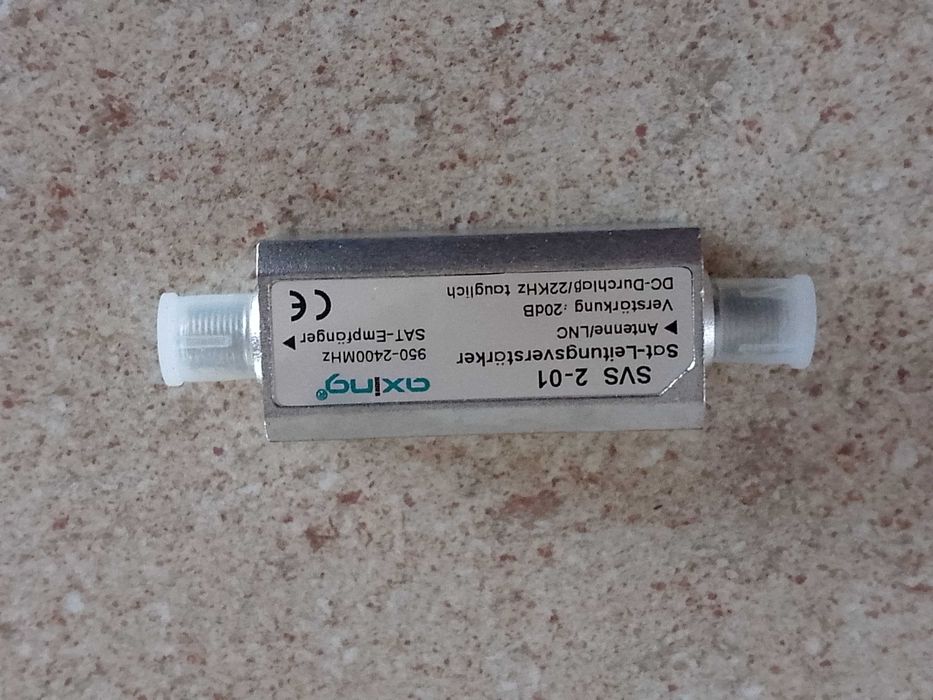 SVS 2-01
axing®
Sat-Leitungsverstärker
950-2400MHz
◀ Antenne/LNC
SAT-Empfänger ◀
Verstärkung :20dB
DC-Durchlaß/22KHz tauglich
CE